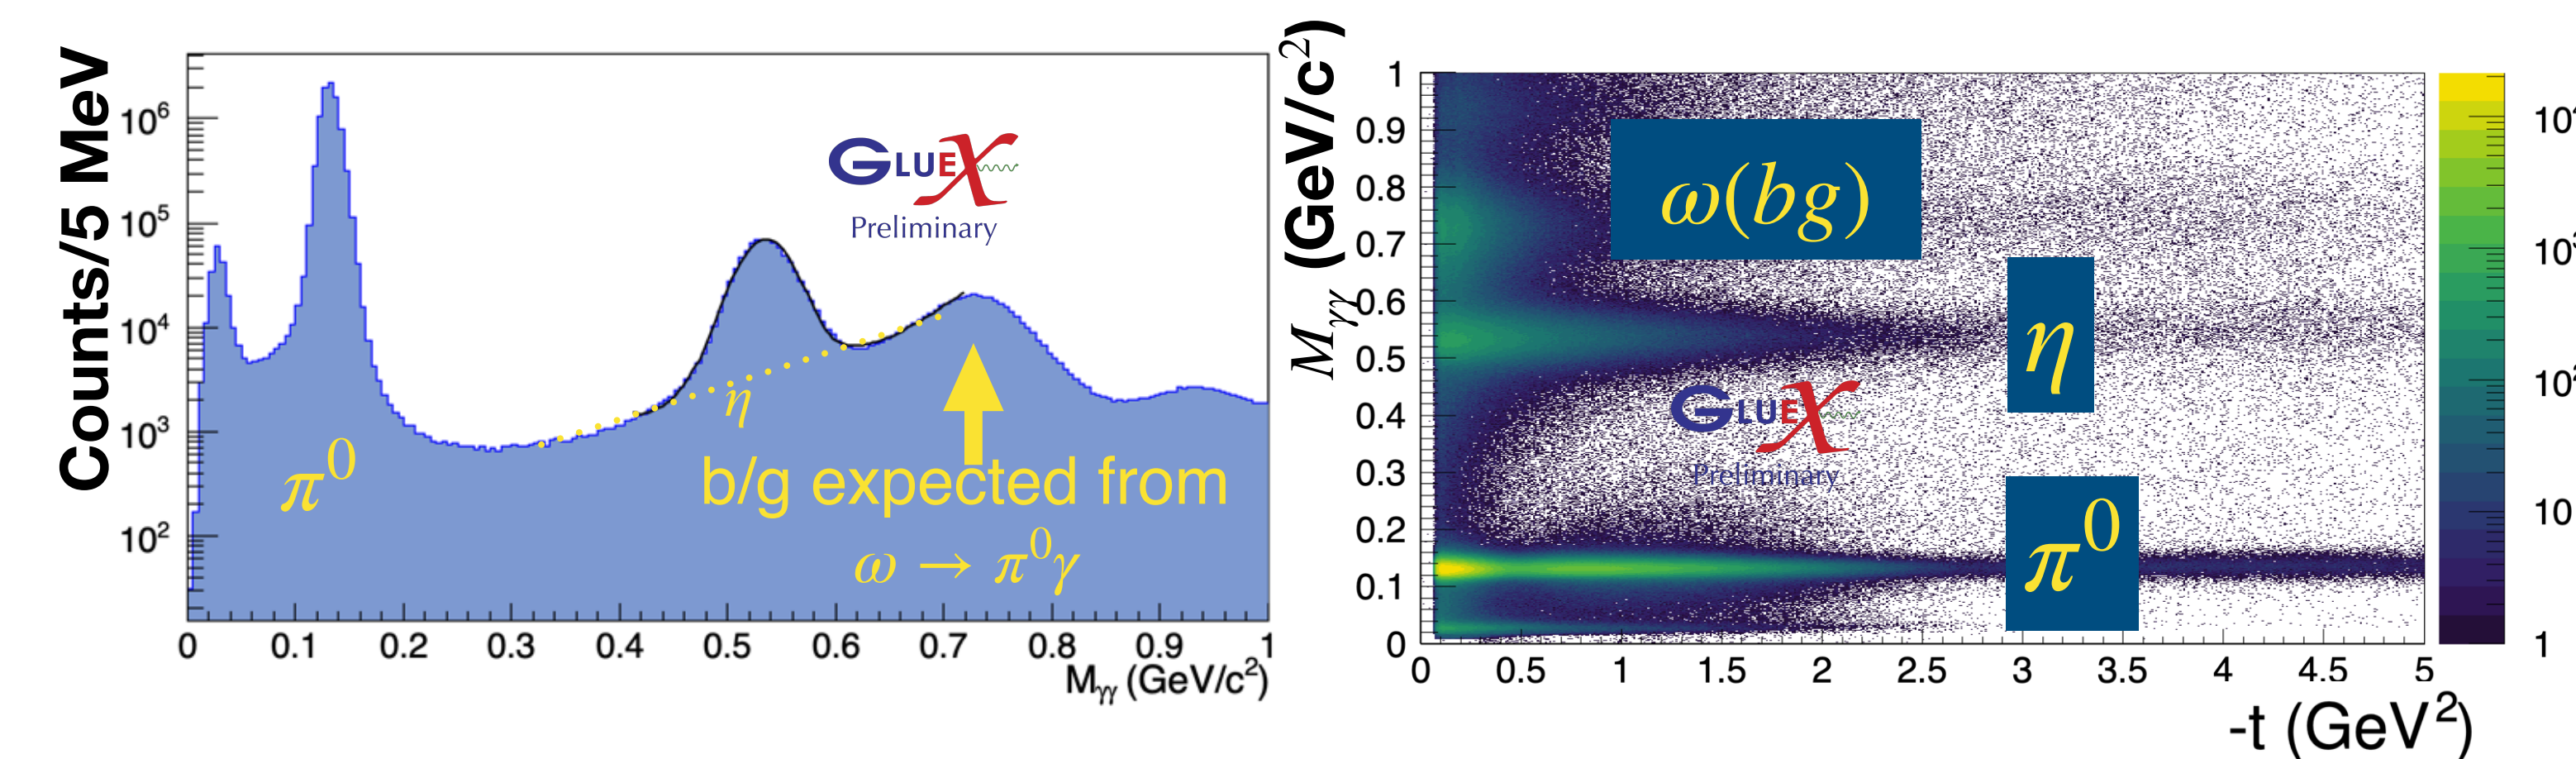 Counts/5 MeV
10⁶
10⁵
10⁴
10³
10²
GLUEX
Preliminary
π⁰
η
b/g expected from
ω → π⁰γ
0 0.1 0.2 0.3 0.4 0.5 0.6 0.7 0.8 0.9 1
Mγγ (GeV/c²)
Mγγ (GeV/c²)
1
0.9
0.8
0.7
0.6
0.5
0.4
0.3
0.2
0.1
0
ω(bg)
η
GLUEX
Preliminary
π⁰
0 0.5 1 1.5 2 2.5 3 3.5 4 4.5 5
-t (GeV²)
10²
10
1